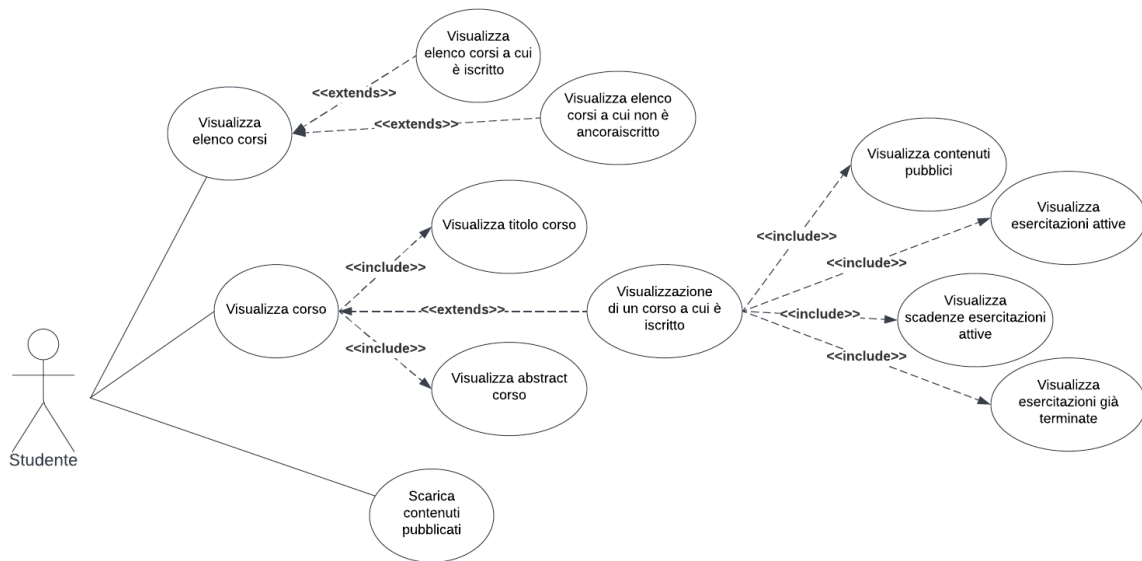 Visualizza
elenco corsi a cui
è iscritto
<<extends>>
Visualizza elenco
corsi a cui non è
ancoraiscritto
<<extends>>
Visualizza
elenco corsi
Visualizza contenuti
pubblici
Visualizza
esercitazioni attive
Visualizza titolo corso
<<include>>
<<include>>
<<include>>
Visualizza corso
<<extends>>
Visualizzazione
di un corso a cui è
iscritto
Visualizza
scadenze esercitazioni
attive
<<include>>
<<include>>
<<include>>
Visualizza abstract
corso
Visualizza
esercitazioni già
terminate
Studente
Scarica
contenuti
pubblicati